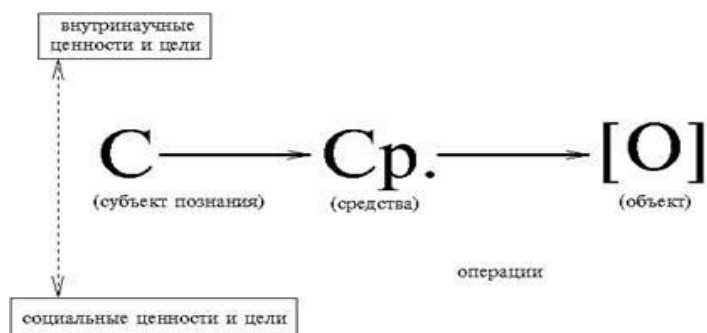 внутринаучные
ценности и цели
С Ср. [О]
(субъект познания) (средства) (объект)
операции
социальные ценности и цели